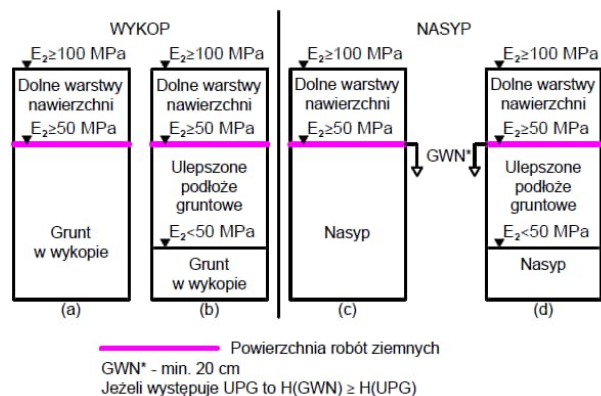 WYKOP
NASYP
E₂≥100 MPa
E₂≥100 MPa
E₂≥100 MPa
E₂≥100 MPa
Dolne warstwy
nawierzchni
Dolne warstwy
nawierzchni
Dolne warstwy
nawierzchni
Dolne warstwy
nawierzchni
E₂≥50 MPa
E₂≥50 MPa
E₂≥50 MPa
E₂≥50 MPa
GWN*
Grunt
w wykopie
Ulepszone
podłoże
gruntowe
Nasyp
Ulepszone
podłoże
gruntowe
E₂<50 MPa
E₂<50 MPa
Grunt
w wykopie
Nasyp
(a)
(b)
(c)
(d)
Powierzchnia robót ziemnych
GWN* - min. 20 cm
Jeżeli występuje UPG to H(GWN) ≥ H(UPG)